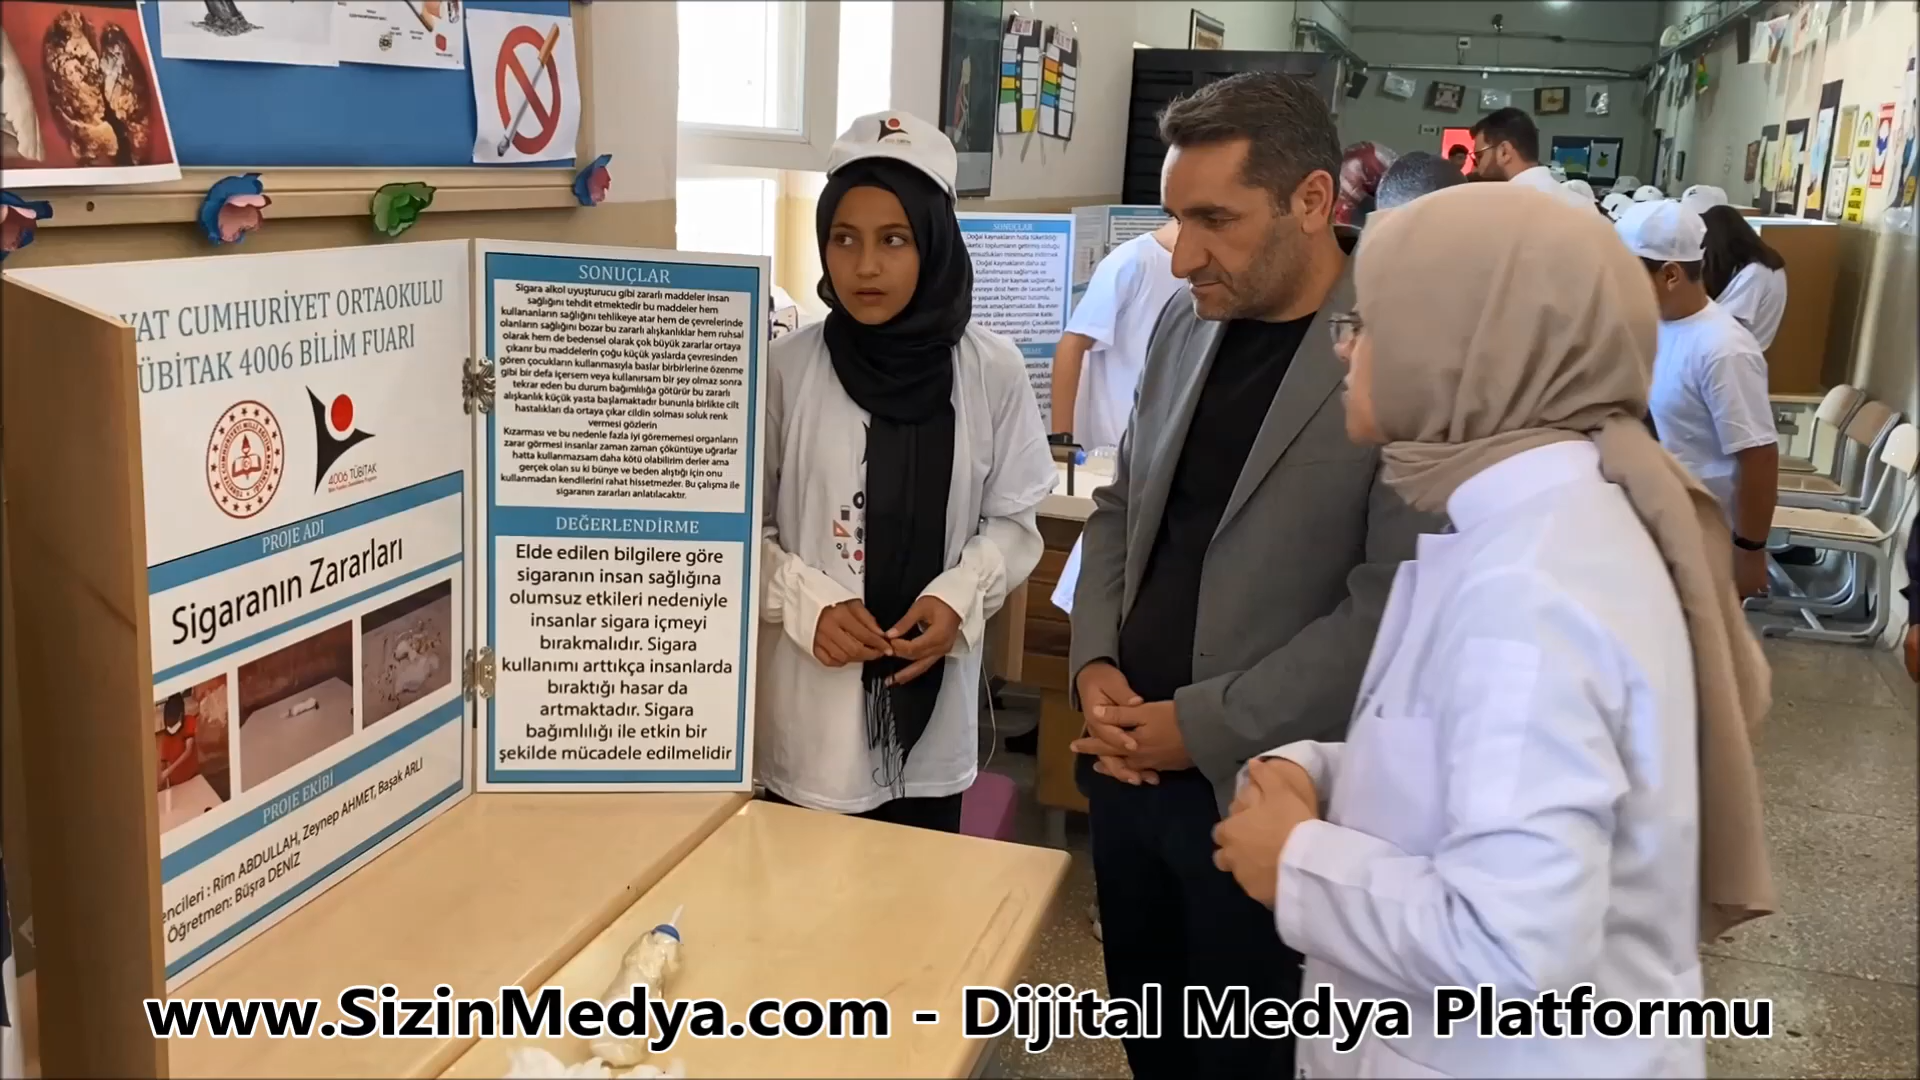 YAT CUMHURİYET ORTAOKULU
TÜBİTAK 4006 BİLİM FUARI
4006 TÜBİTAK
PROJE ADI
Sigaranın Zararları
PROJE EKİBİ
encileri : Rim ABDULLAH, Zeynep AHMET, Başak ARLI
Öğretmen: Büşra DENİZ
SONUÇLAR
Sigara alkol uyuşturucu gibi zararlı maddeler insan
sağlığını tehdit etmektedir bu maddeler hem
kullananların sağlığını tehlikeye atar hem de çevrelerinde
olanların sağlığını bozar bu zararlı alışkanlıklar hem ruhsal
olarak hem de bedensel olarak çok büyük zararlar ortaya
çıkarır bu maddelerin çoğu küçük yaslarda çevresinden
gören çocukların kullanmasıyla baslar birbirlerine özenme
gibi bir defa içersem veya kullanırsam bir şey olmaz sonra
tekrar eden bu durum bağımlılığa götürür bu zararlı
alışkanlık küçük yasta başlamaktadır bununla birlikte cilt
hastalıkları da ortaya çıkar cildin solması soluk renk
vermesi gözlerin
Kızarması ve bu nedenle fazla iyi görememesi organların
zarar görmesi insanlar zaman zaman çöküntüye uğrarlar
hatta kullanmazsam daha kötü olabilirim derler ama
gerçek olan su ki bünye ve beden alıştığı için onu
kullanmadan kendilerini rahat hissetmezler. Bu çalışma ile
sigaranın zararları anlatılacaktır.
DEĞERLENDİRME
Elde edilen bilgilere göre
sigaranın insan sağlığına
olumsuz etkileri nedeniyle
insanlar sigara içmeyi
bırakmalıdır. Sigara
kullanımı arttıkça insanlarda
bıraktığı hasar da
artmaktadır. Sigara
bağımlılığı ile etkin bir
şekilde mücadele edilmelidir
SONUÇLAR
Doğal kaynakların hızla tüketildiği
www.SizinMedya.com - Dijital Medya Platformu